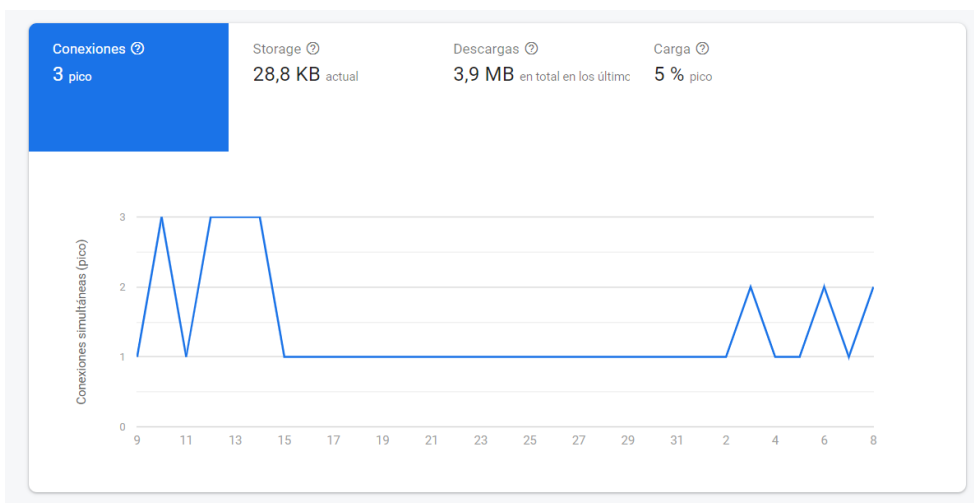 Conexiones
3 pico
Storage
28,8 KB actual
Descargas
3,9 MB en total en los últimc
Carga
5 % pico
Conexiones simultáneas (pico)
3
2
1
0
9 11 13 15 17 19 21 23 25 27 29 31 2 4 6 8